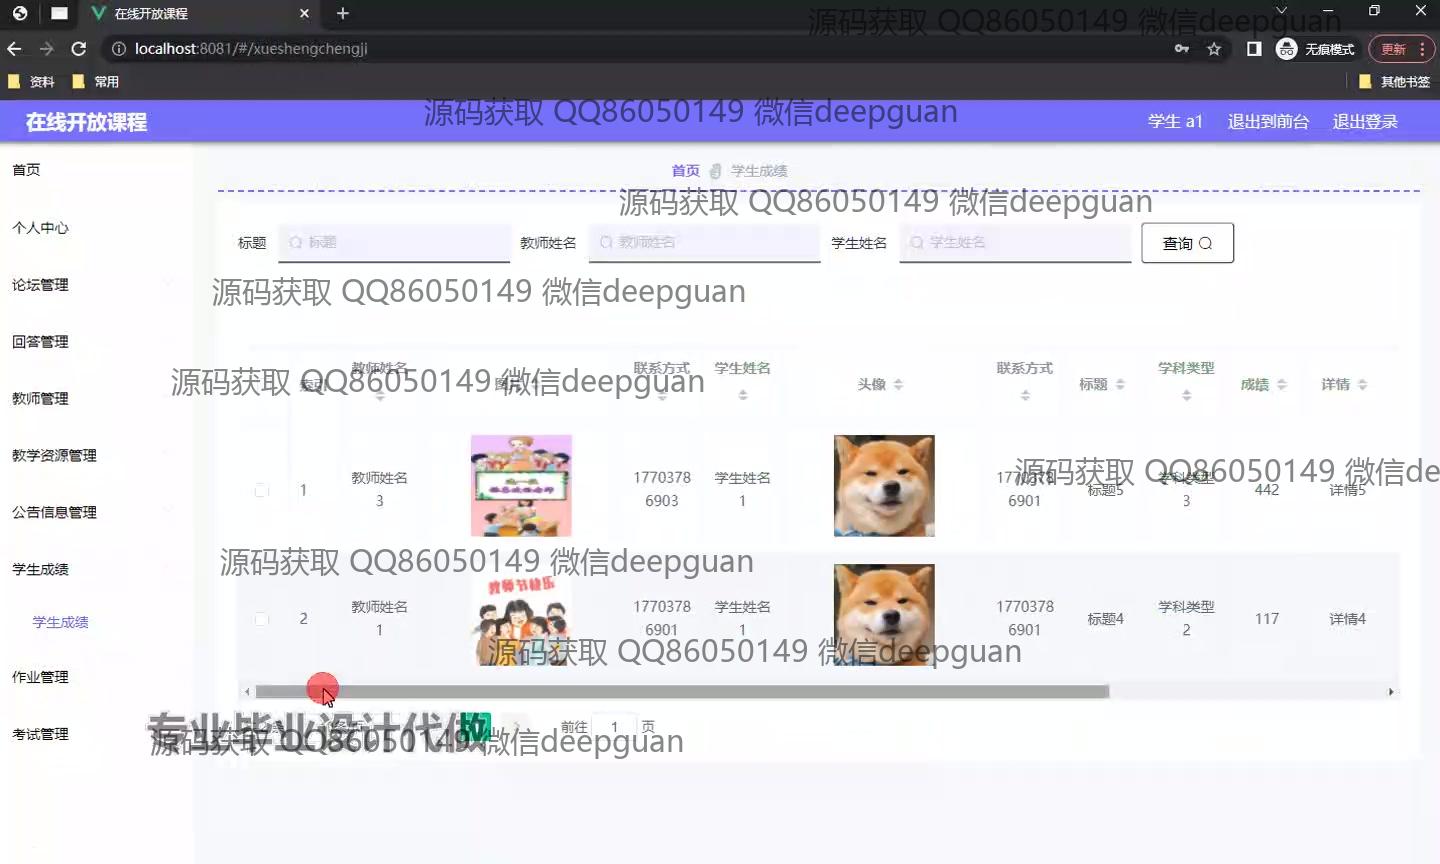 在线开放课程
源码获取 QQ86050149 微信deepguan
localhost:8081/#/xueshengchengji
无痕模式
更新
资料
常用
其他书签
在线开放课程
源码获取 QQ86050149 微信deepguan
学生 a1
退出到前台
退出登录
首页
首页 学生成绩
源码获取 QQ86050149 微信deepguan
个人中心
标题
标题
教师姓名
教师姓名
学生姓名
学生姓名
查询
论坛管理
源码获取 QQ86050149 微信deepguan
回答管理
索引
教师姓名
联系方式
学生姓名
头像
联系方式
标题
学科类型
成绩
详情
源码获取 QQ86050149 微信deepguan
教师管理
教学资源管理
1
教师姓名
3
1770378
6903
学生姓名
1
1770378
6901
标题5
学科类型
3
442
详情5
源码获取 QQ86050149 微信de
公告信息管理
源码获取 QQ86050149 微信deepguan
学生成绩
2
教师姓名
1
教师节快乐
1770378
6901
学生姓名
1
1770378
6901
标题4
学科类型
2
117
详情4
学生成绩
源码获取 QQ86050149 微信deepguan
作业管理
专业毕业设计代做
前往 1 页
考试管理
源码获取 QQ86050149 微信deepguan